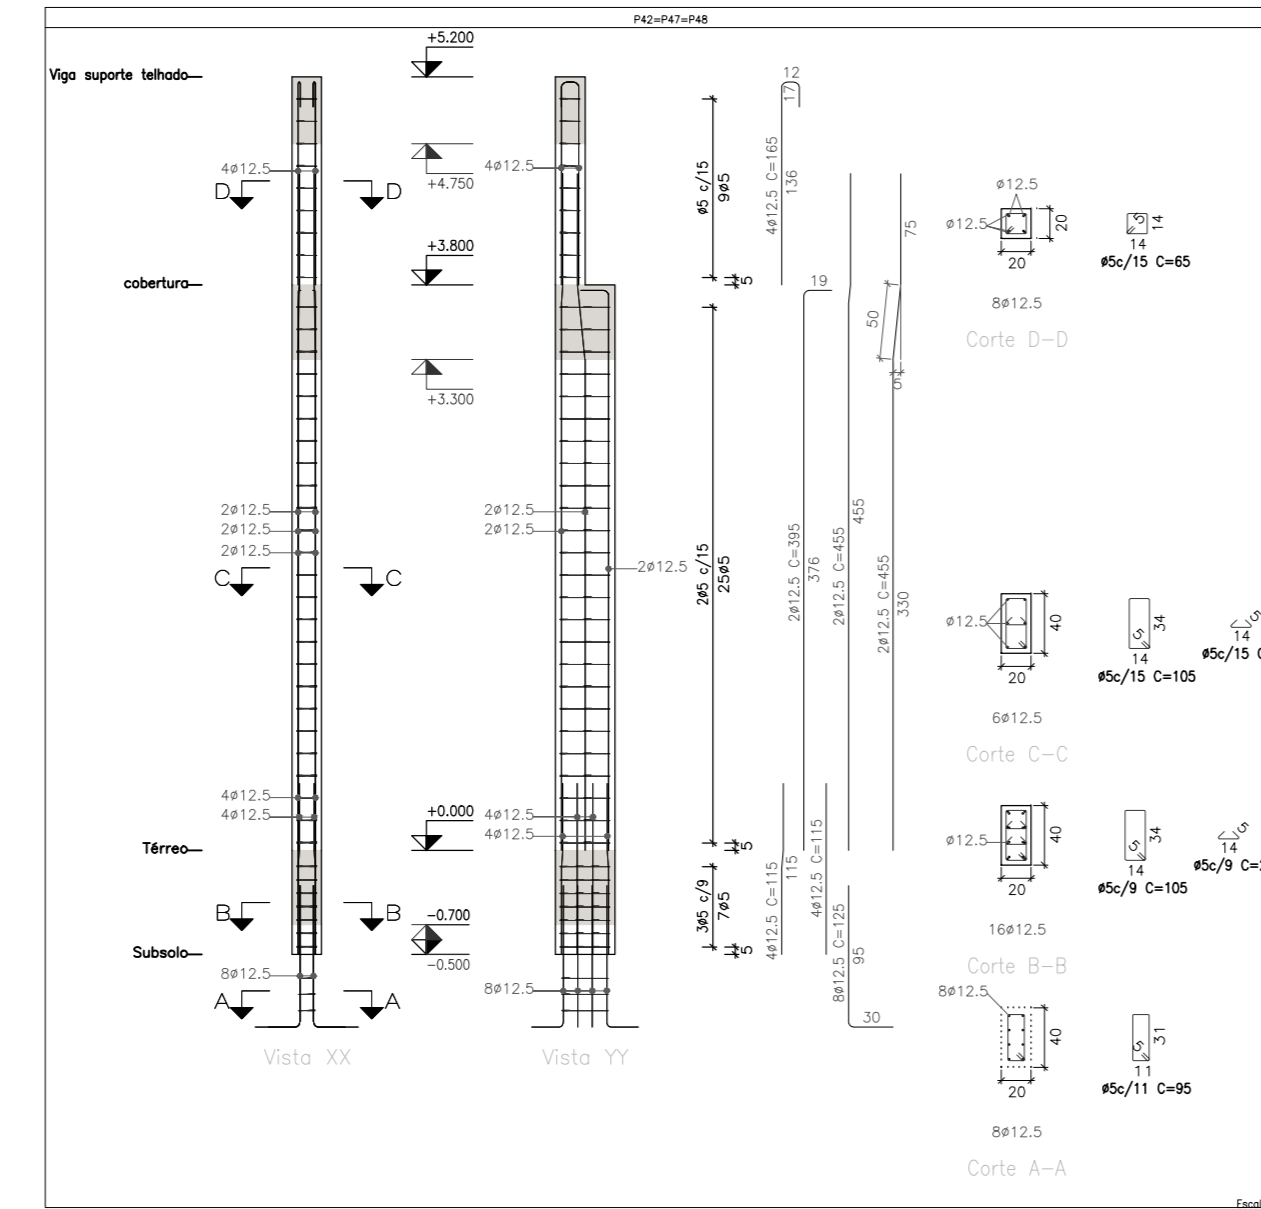 P42=P47=P48
+5.200
Viga suporte telhado
4ø12.5
4ø12.5
+4.750
D D
+3.800
cobertura
+3.300
2ø12.5
2ø12.5
2ø12.5
2ø12.5
2ø12.5
2ø12.5
C C
4ø12.5
4ø12.5
+0.000
4ø12.5
4ø12.5
Térreo
B B
-0.700
Subsolo
-0.500
8ø12.5
8ø12.5
A A
Vista XX
Vista YY
ø5 c/15
9ø5
5
2ø5 c/15
25ø5
5
3ø5 c/9
7ø5
5
12
17
4ø12.5 C=165
136
19
2ø12.5 C=395
376
2ø12.5 C=455
455
75
50
2ø12.5 C=455
330
4ø12.5 C=115
115
4ø12.5 C=115
8ø12.5 C=125
95
30
ø12.5
ø12.5
20
20
5
14
14
ø5c/15 C=65
8ø12.5
Corte D-D
ø12.5
40
20
5
34
14
ø5c/15 C=105
5
14
ø5c/15
6ø12.5
Corte C-C
ø12.5
40
20
5
34
14
ø5c/9 C=105
5
14
ø5c/9
16ø12.5
Corte B-B
8ø12.5
40
20
5
31
11
ø5c/11 C=95
8ø12.5
Corte A-A